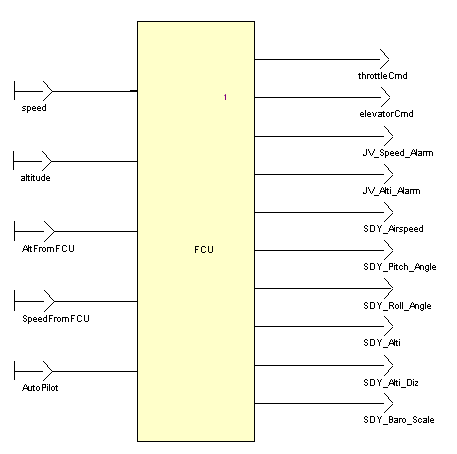 speed
altitude
AltFromFCU
SpeedFromFCU
AutoPilot
1
FCU
throttleCmd
elevatorCmd
JV_Speed_Alarm
JV_Alti_Alarm
SDY_Airspeed
SDY_Pitch_Angle
SDY_Roll_Angle
SDY_Alti
SDY_Alti_Diz
SDY_Baro_Scale